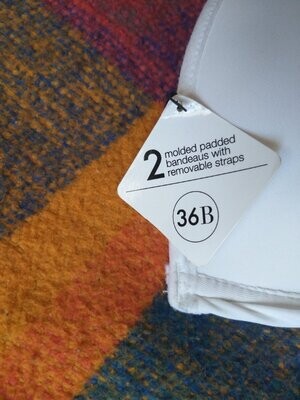 2 molded padded
bandeaus with
removable straps
36B